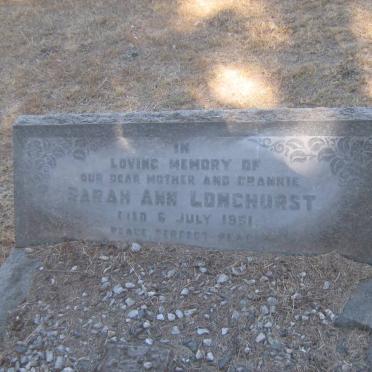 IN
LOVING MEMORY OF
OUR DEAR MOTHER AND GRANNIE
SARAH ANN LONGHURST
DIED 6 JULY 1951.
PEACE PERFECT PEACE